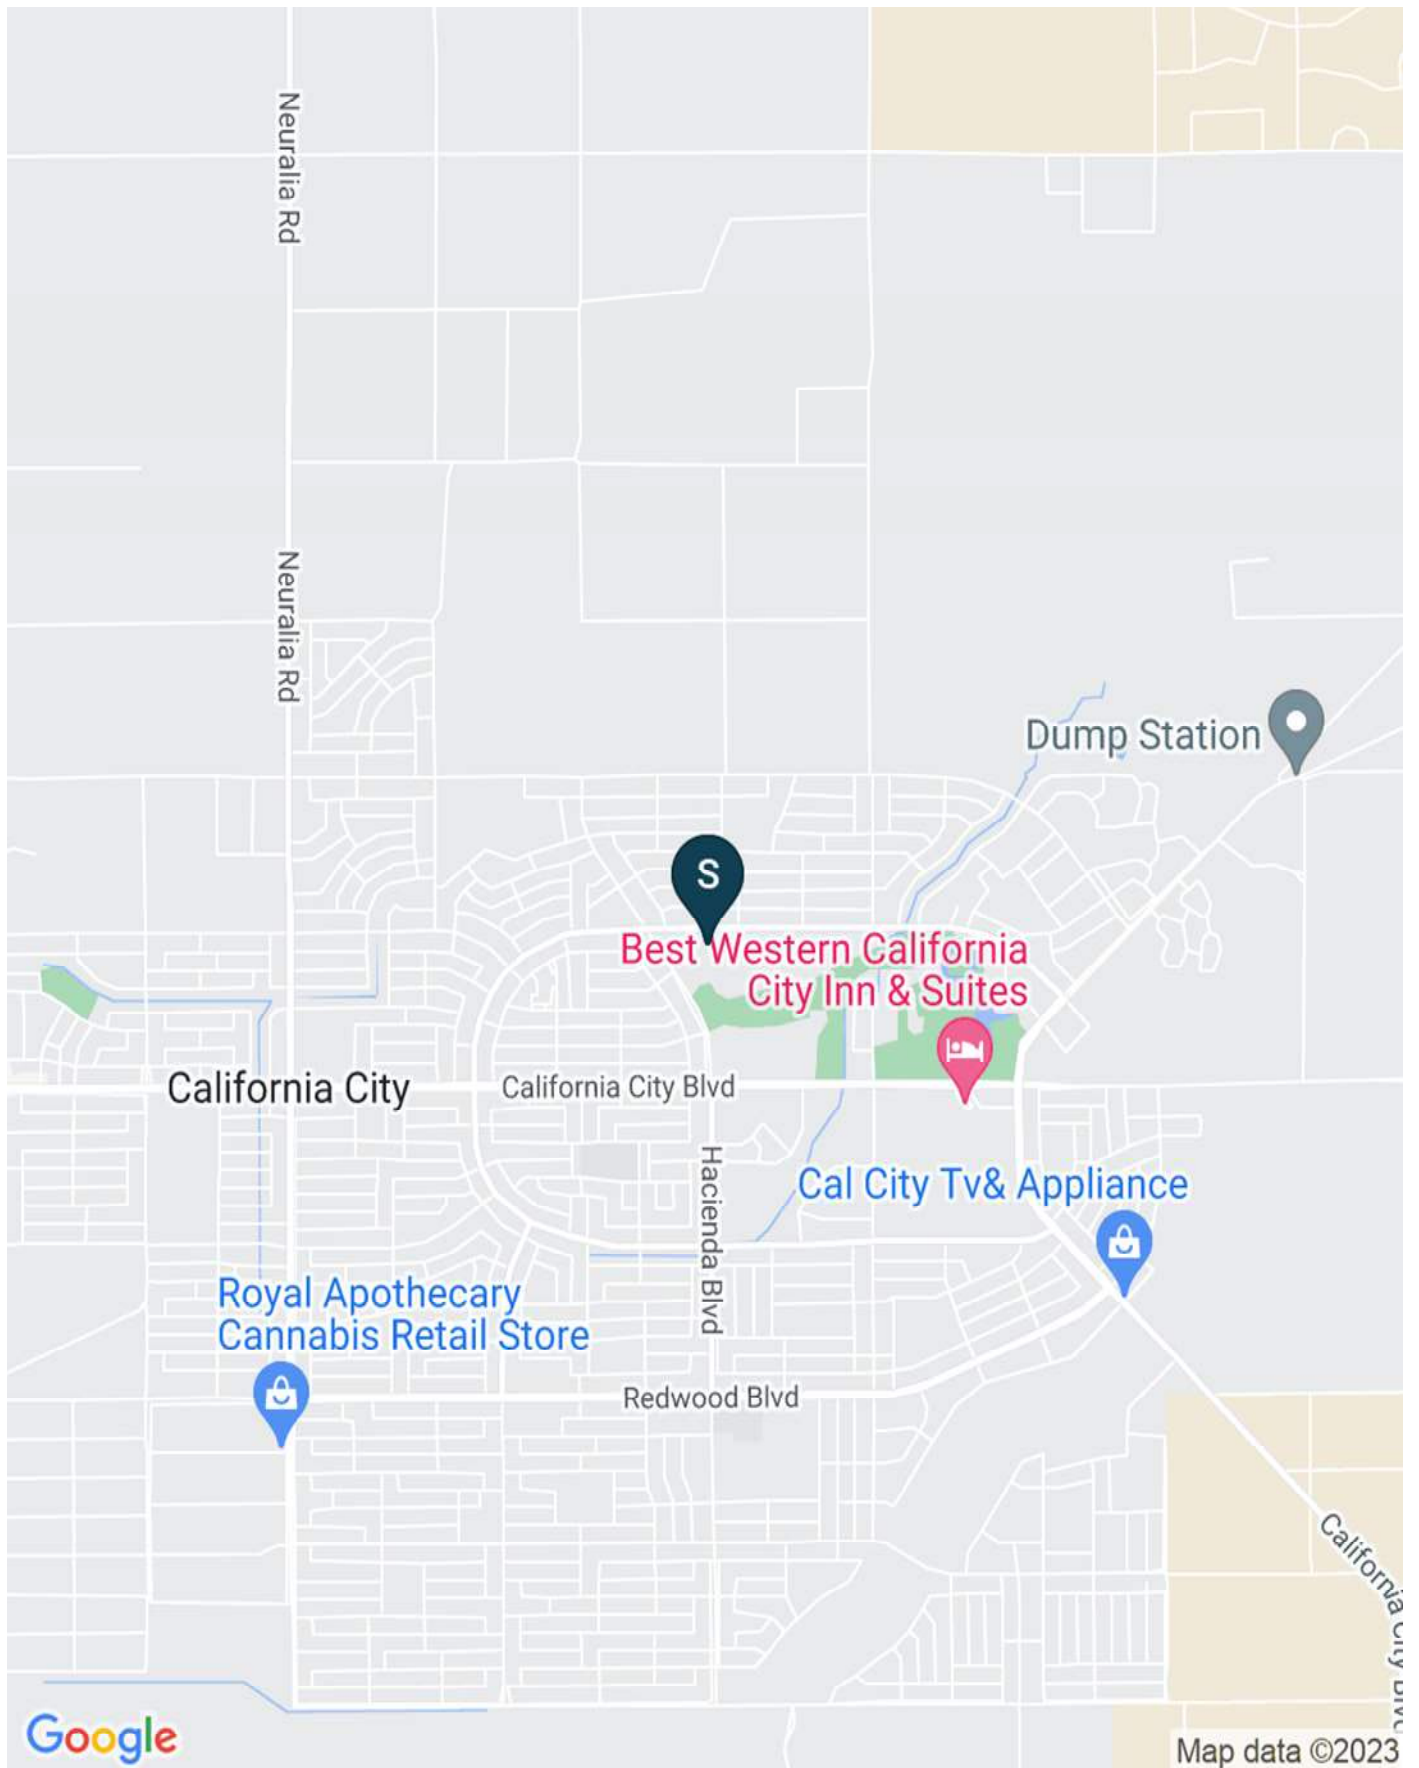 Neuralia Rd
Neuralia Rd
Dump Station
S
Best Western California
City Inn & Suites
California City
California City Blvd
Hacienda Blvd
Cal City Tv& Appliance
Royal Apothecary
Cannabis Retail Store
Redwood Blvd
California City Blvd
Google
Map data ©2023